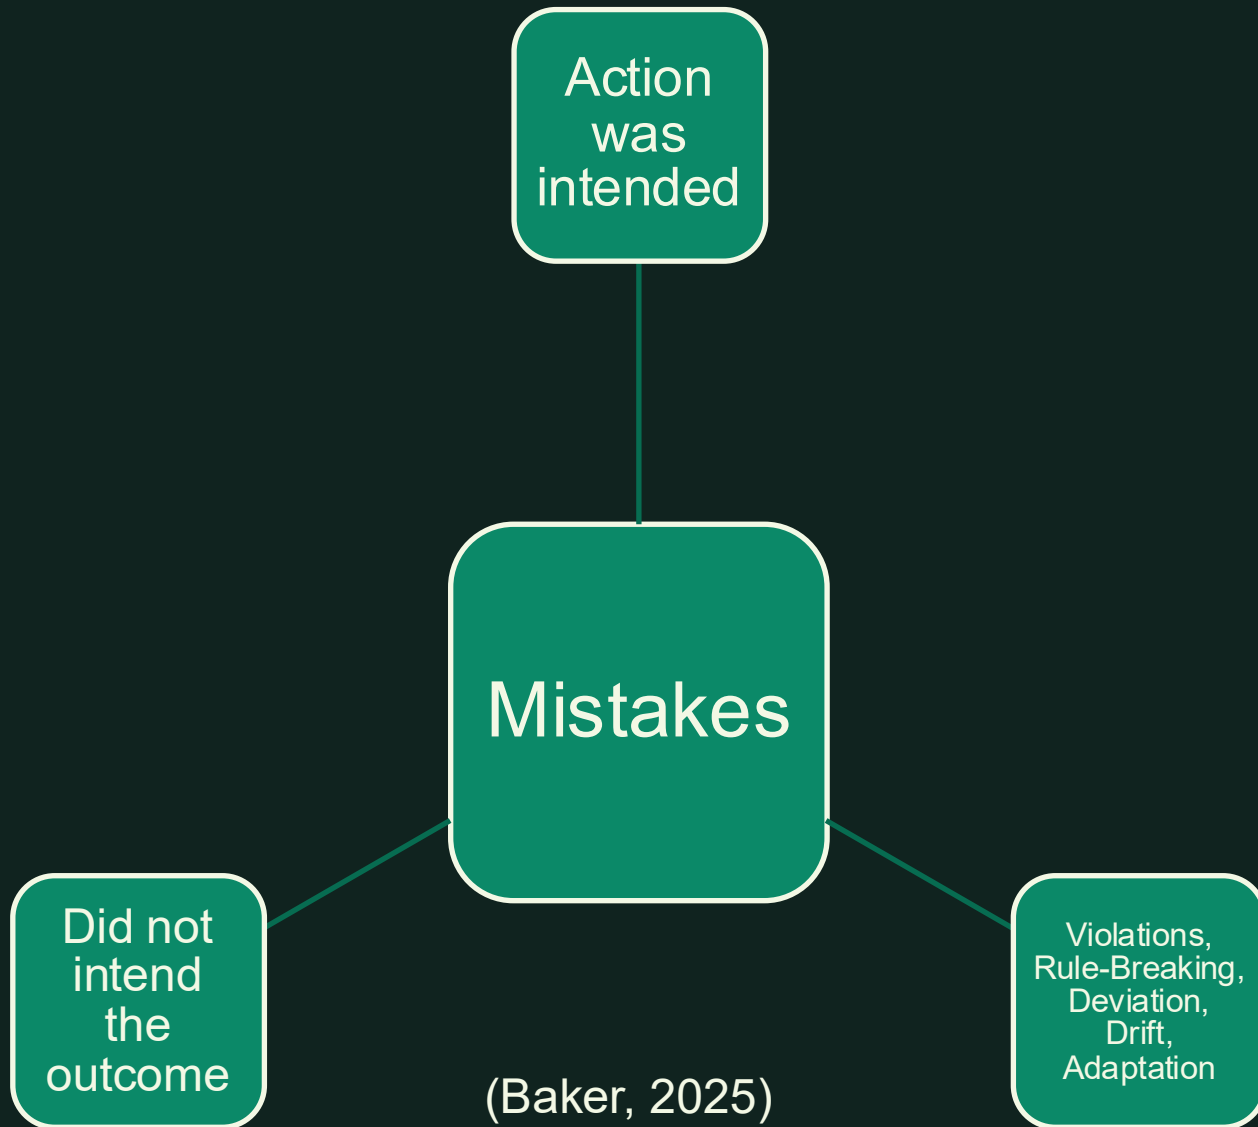 Action
was
intended
Mistakes
Did not
intend
the
outcome
Violations,
Rule-Breaking,
Deviation,
Drift,
Adaptation
(Baker, 2025)